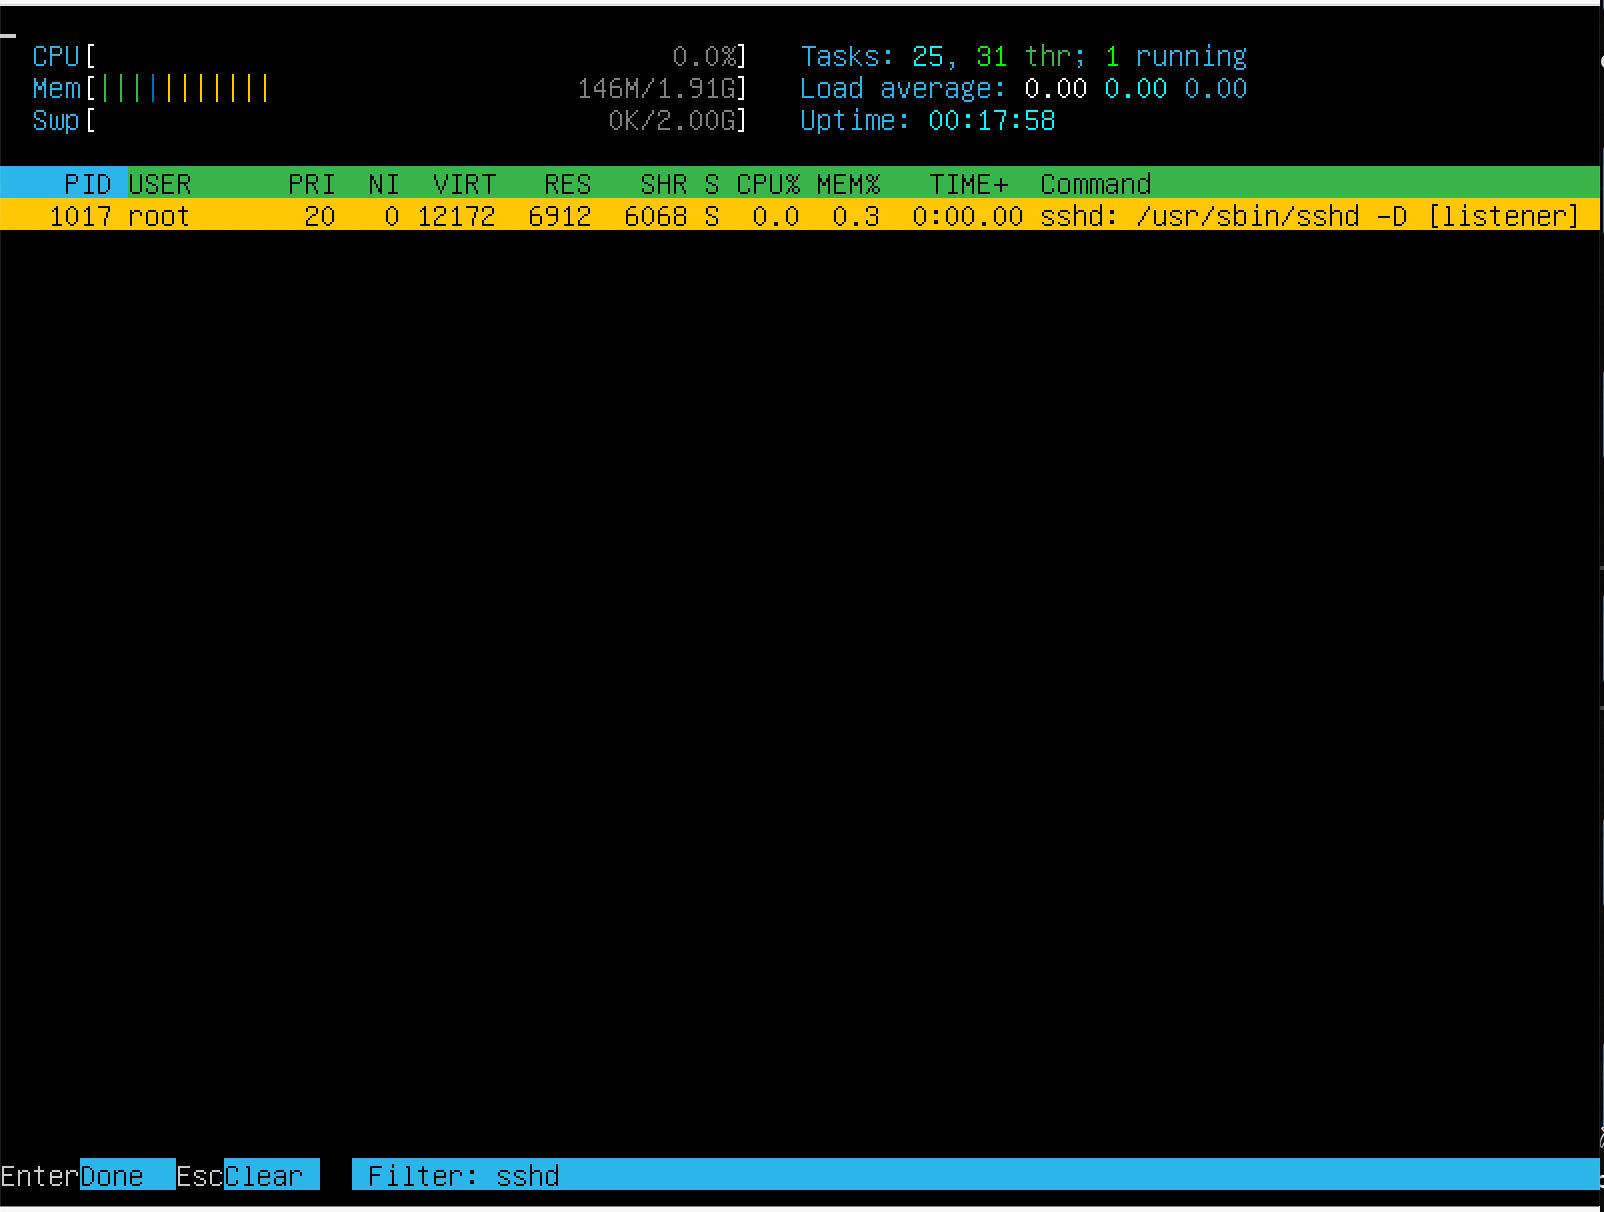 CPU[ 0.0%] Tasks: 25, 31 thr; 1 running
Mem[||||||||||| 146M/1.91G] Load average: 0.00 0.00 0.00
Swp[ 0K/2.00G] Uptime: 00:17:58
PID USER PRI NI VIRT RES SHR S CPU% MEM% TIME+ Command
1017 root 20 0 12172 6912 6068 S 0.0 0.3 0:00.00 sshd: /usr/sbin/sshd -D [listener]
EnterDone EscClear Filter: sshd